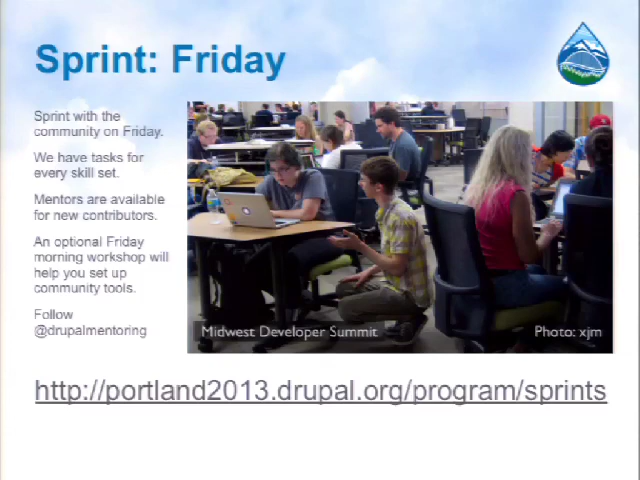 Sprint: Friday
Sprint with the
community on Friday.
We have tasks for
every skill set.
Mentors are available
for new contributors.
An optional Friday
morning workshop will
help you set up
community tools.
Follow
@drupalmentoring
Midwest Developer Summit
Photo: xjm
http://portland2013.drupal.org/program/sprints